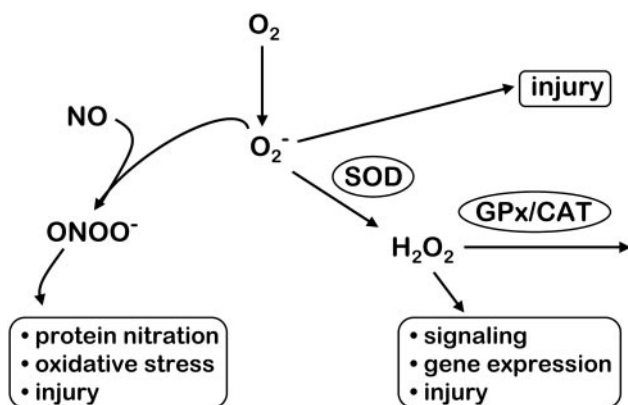 O₂
injury
NO
O₂⁻
SOD
GPx/CAT
ONOO⁻
H₂O₂
• protein nitration
• oxidative stress
• injury
• signaling
• gene expression
• injury